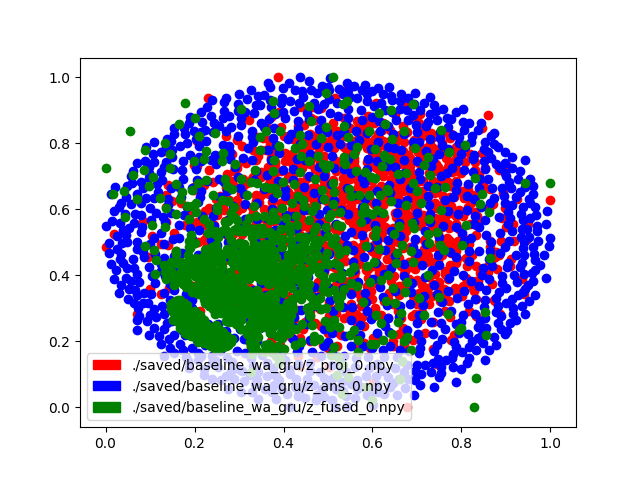 1.0
0.8
0.6
0.4
0.2
0.0
./saved/baseline_wa_gru/z_proj_0.npy
./saved/baseline_wa_gru/z_ans_0.npy
./saved/baseline_wa_gru/z_fused_0.npy
0.0 0.2 0.4 0.6 0.8 1.0